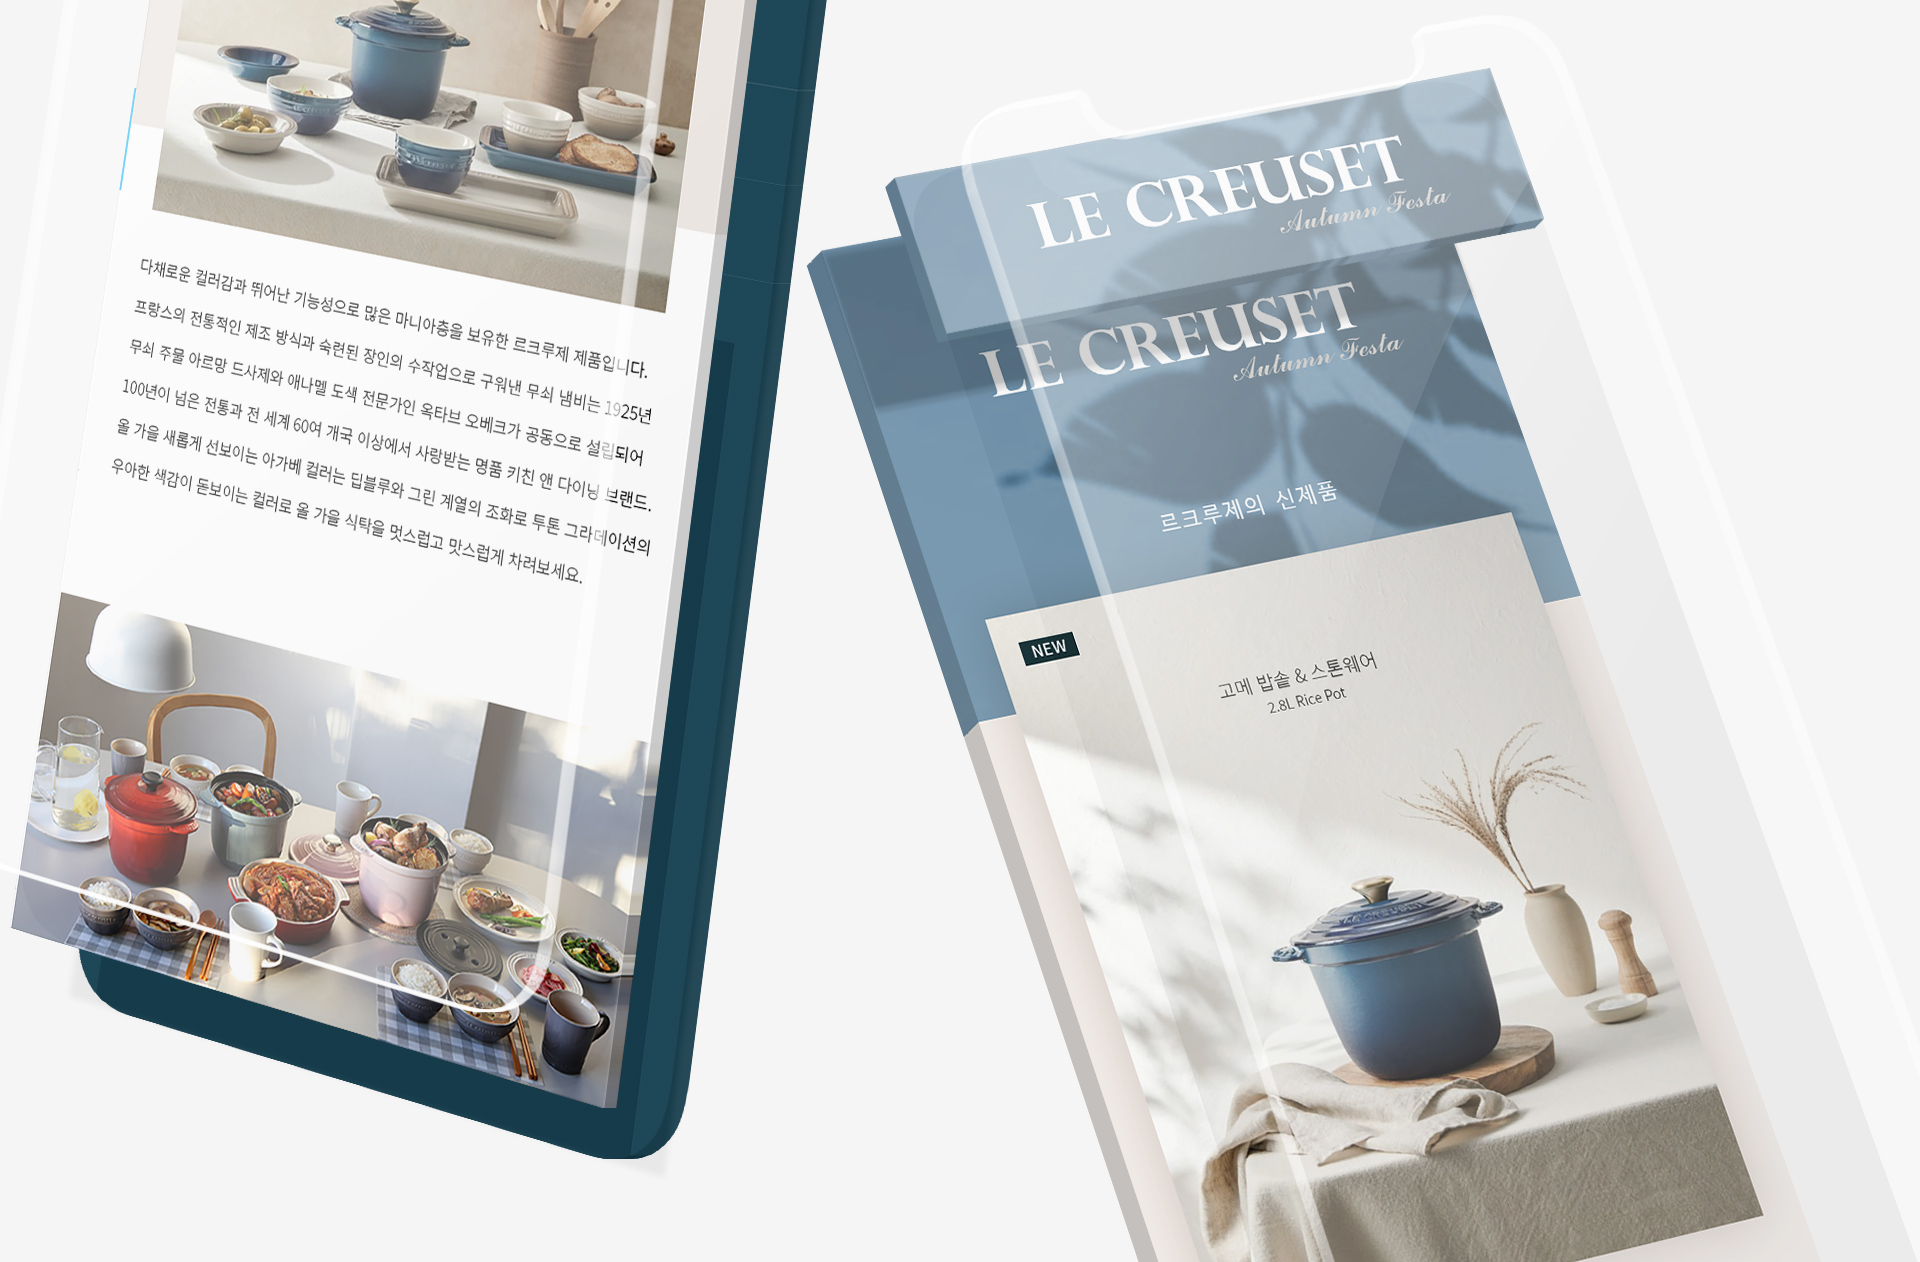 다채로운 컬러감과 뛰어난 기능성으로 많은 마니아층을 보유한 르크루제 제품입니다.
프랑스의 전통적인 제조 방식과 숙련된 장인의 수작업으로 구워낸 무쇠 냄비는 1925년
무쇠 주물 아르망 드사제와 애나멜 도색 전문가인 옥타브 오베크가 공동으로 설립되어
100년이 넘은 전통과 전 세계 60여 개국 이상에서 사랑받는 명품 키친 앤 다이닝 브랜드.
올 가을 새롭게 선보이는 아가베 컬러는 딥블루와 그린 계열의 조화로 투톤 그라데이션의
우아한 색감이 돋보이는 컬러로 올 가을 식탁을 멋스럽고 맛스럽게 차려보세요.
LE CREUSET
Autumn Festa
LE CREUSET
Autumn Festa
르크루제의 신제품
NEW
고메 밥솥 & 스톤웨어
2.8L Rice Pot